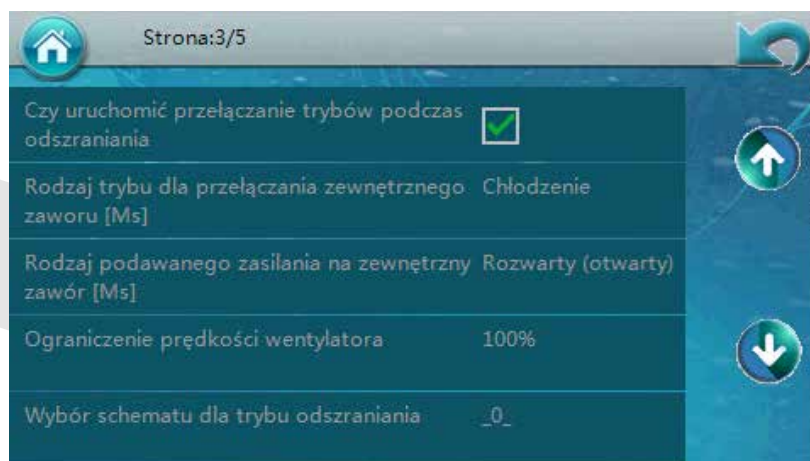 Strona:3/5
Czy uruchomić przełączanie trybów podczas
odszraniania
Rodzaj trybu dla przełączania zewnętrznego Chłodzenie
zaworu [Ms]
Rodzaj podawanego zasilania na zewnętrzny Rozwarty (otwarty)
zawór [Ms]
Ograniczenie prędkości wentylatora 100%
Wybór schematu dla trybu odszraniania _0_